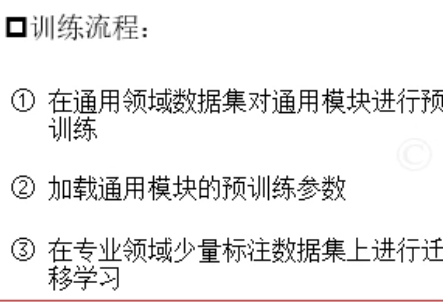 训练流程：
① 在通用领域数据集对通用模块进行预
训练
② 加载通用模块的预训练参数
③ 在专业领域少量标注数据集上进行迁
移学习
©